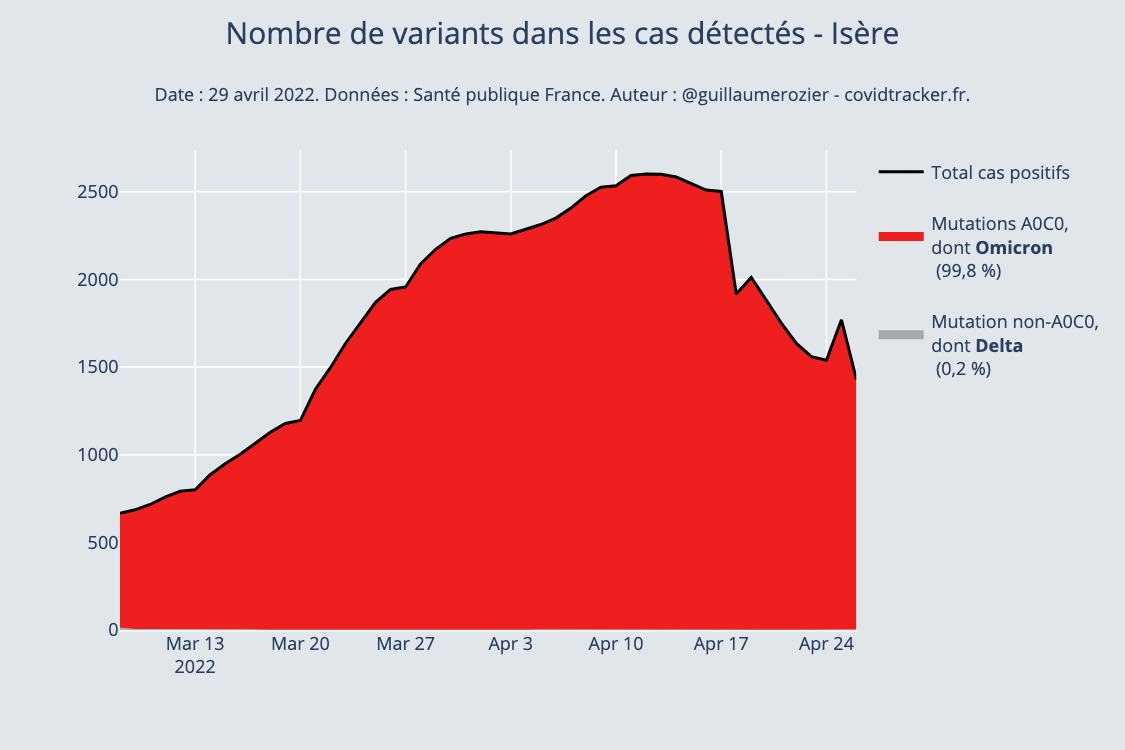 Nombre de variants dans les cas détectés - Isère
Date : 29 avril 2022. Données : Santé publique France. Auteur : @guillaumerozier - covidtracker.fr.
Total cas positifs
Mutations A0C0,
dont Omicron
(99,8 %)
Mutation non-A0C0,
dont Delta
(0,2 %)
2500
2000
1500
1000
500
0
Mar 13 Mar 20 Mar 27 Apr 3 Apr 10 Apr 17 Apr 24
2022